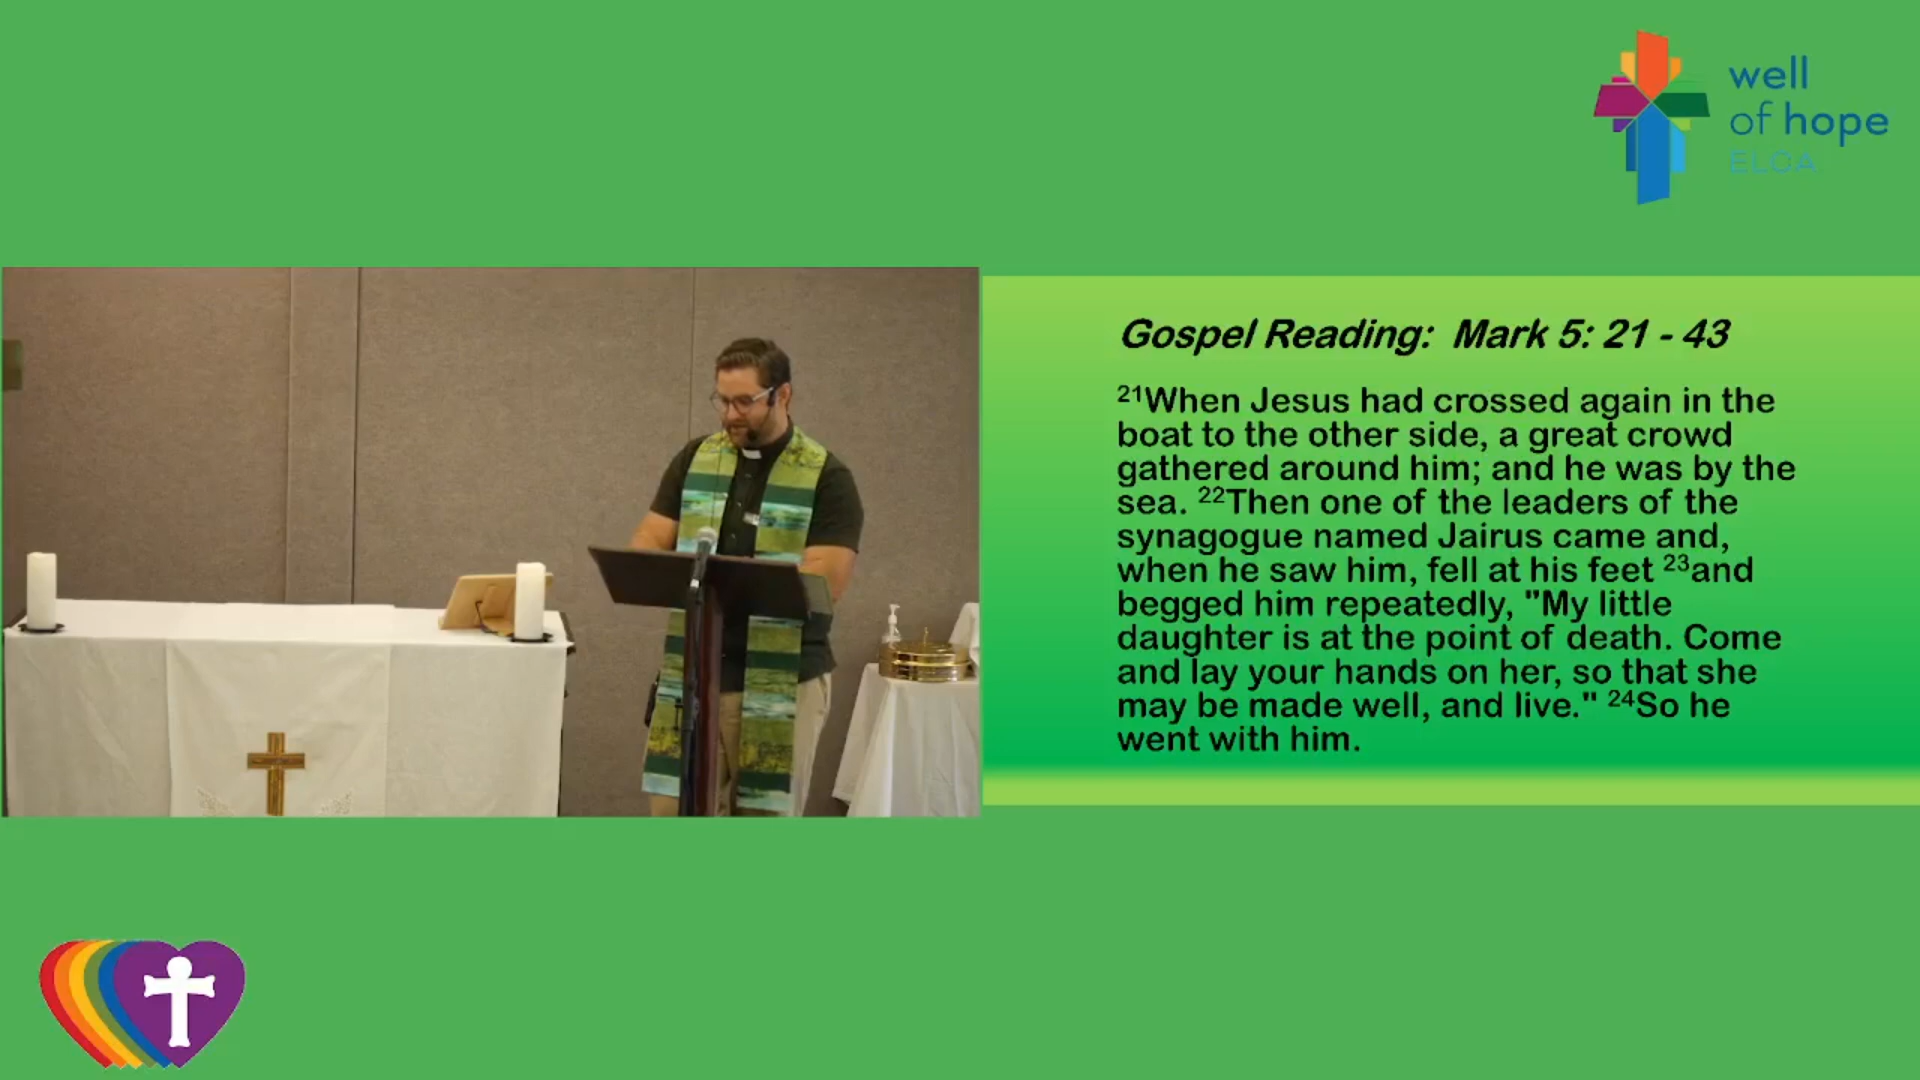 well
of hope
ELCA
Gospel Reading: Mark 5: 21 - 43
²¹When Jesus had crossed again in the
boat to the other side, a great crowd
gathered around him; and he was by the
sea. ²²Then one of the leaders of the
synagogue named Jairus came and,
when he saw him, fell at his feet ²³and
begged him repeatedly, "My little
daughter is at the point of death. Come
and lay your hands on her, so that she
may be made well, and live." ²⁴So he
went with him.